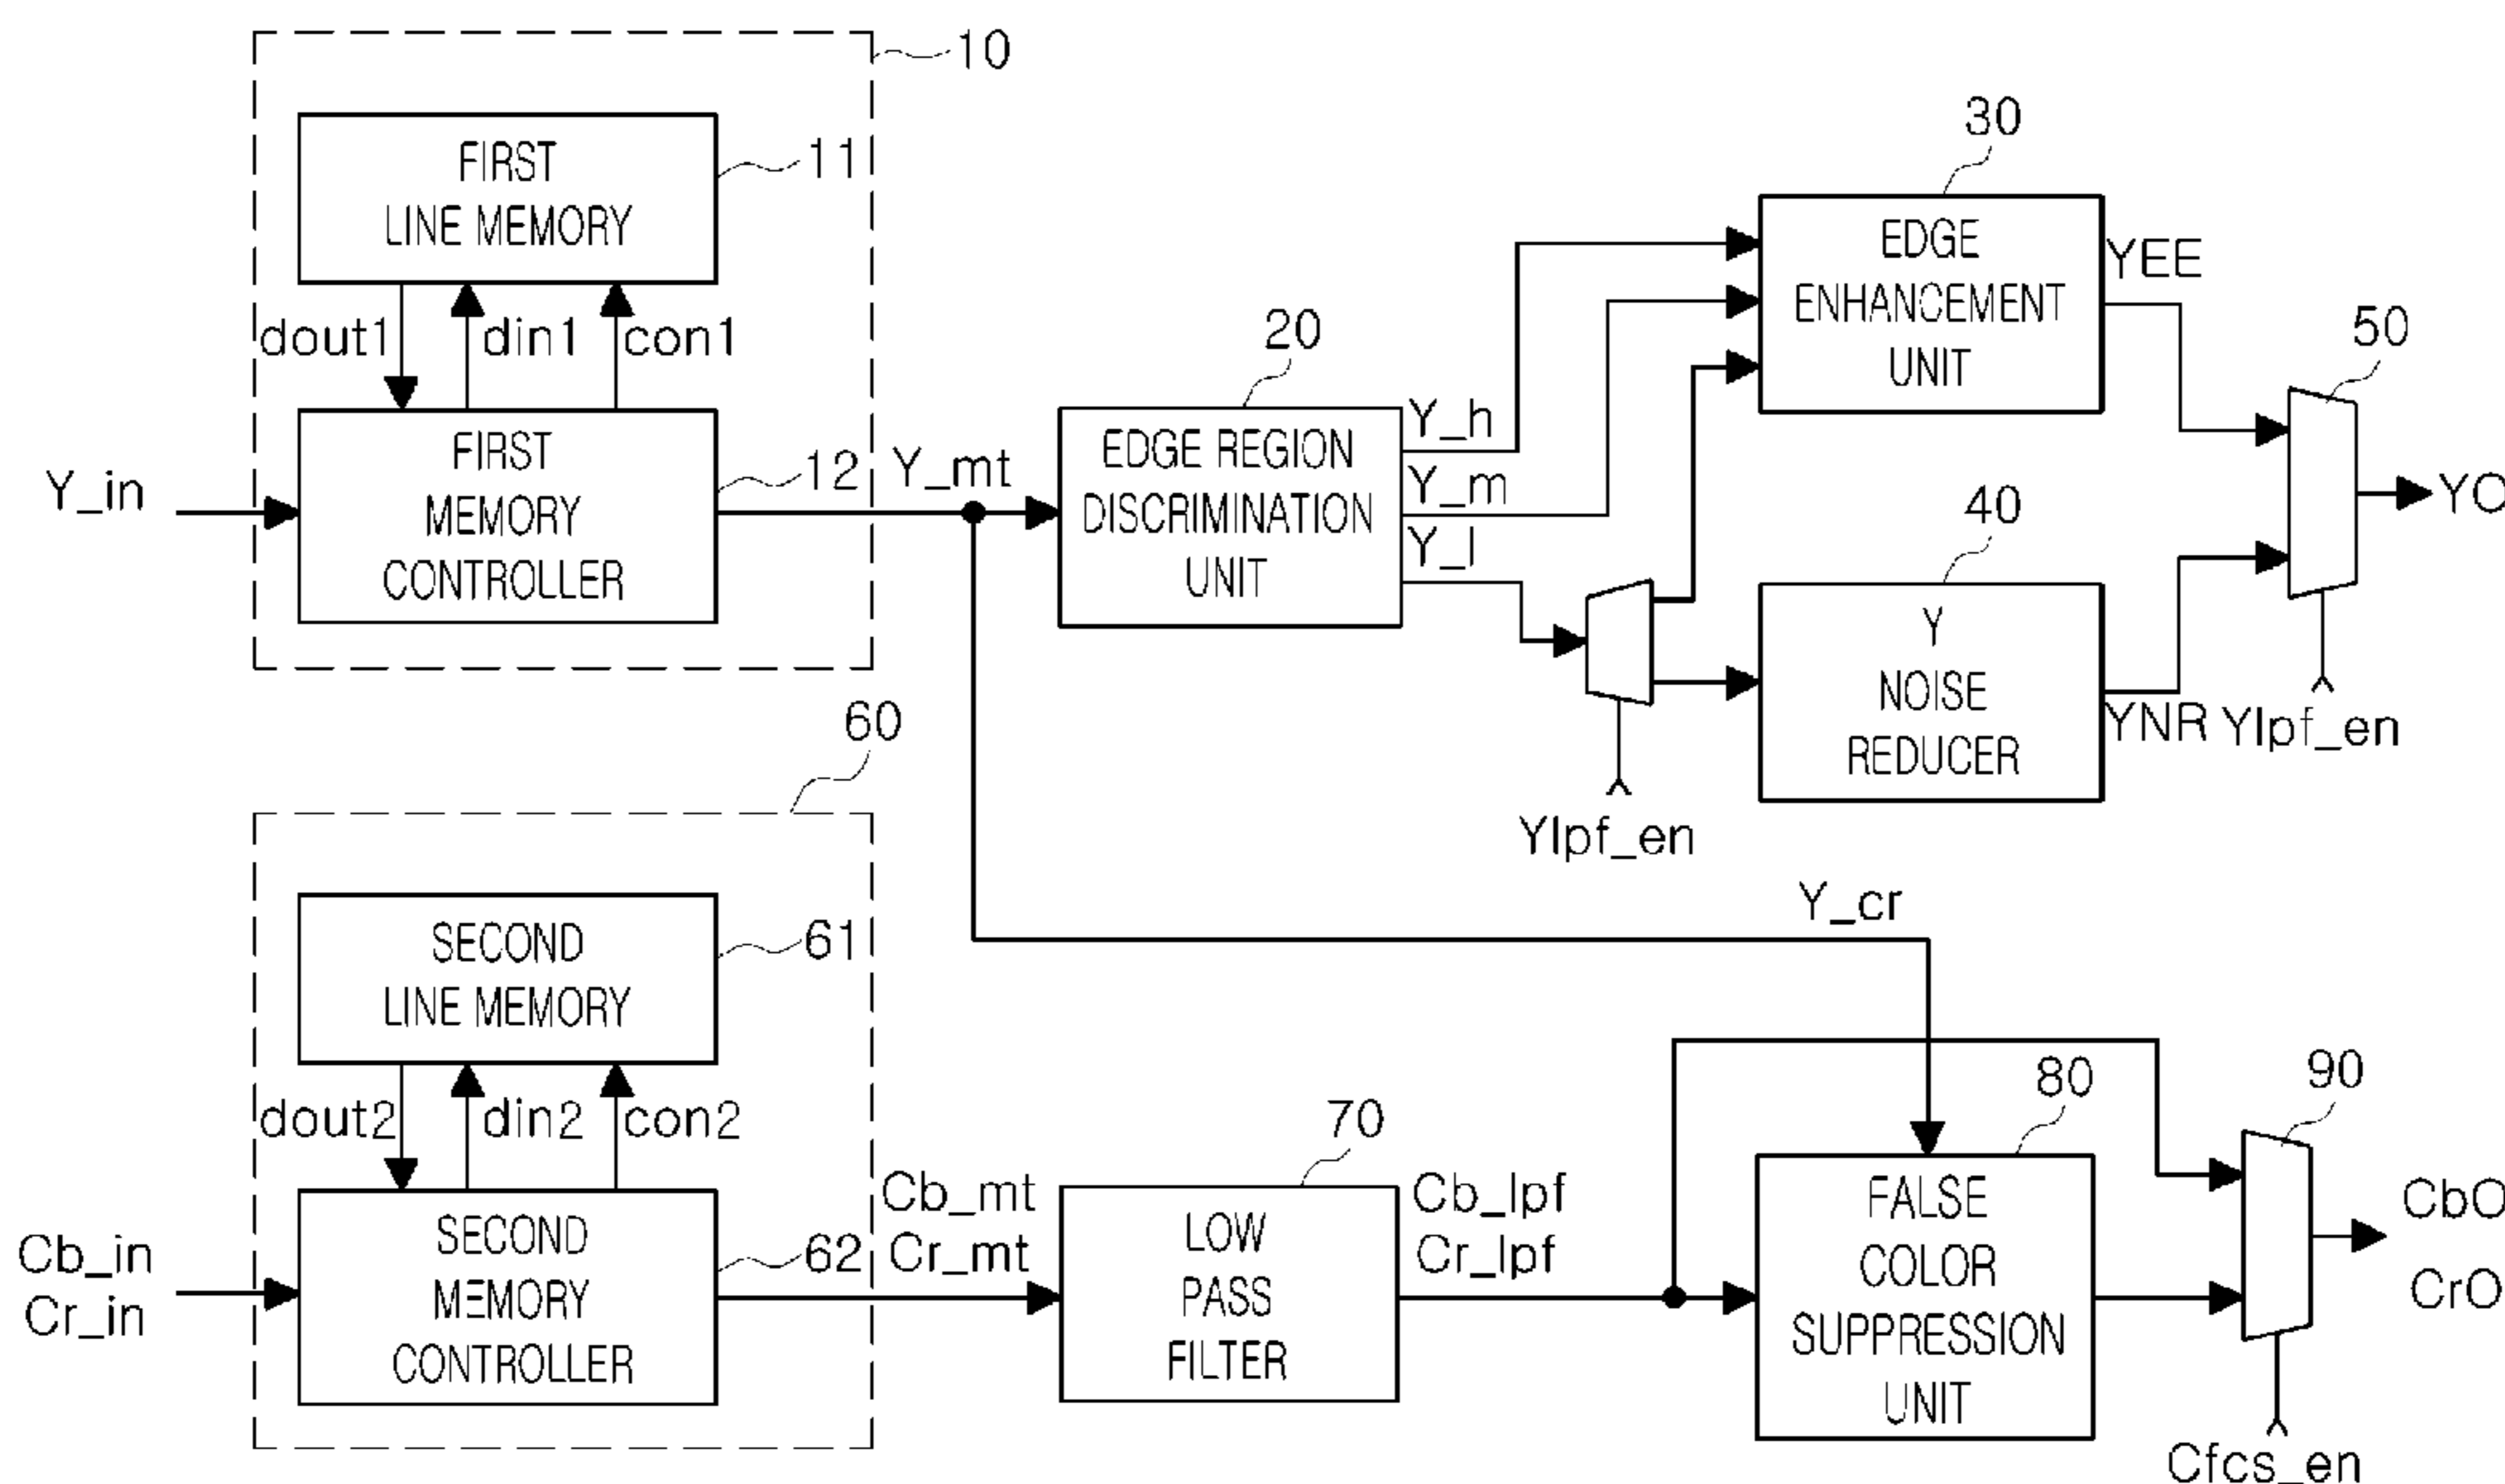 10
FIRST
LINE MEMORY
11
dout1
din1
con1
Y_in
FIRST
MEMORY
CONTROLLER
12
Y_mt
20
EDGE REGION
DISCRIMINATION
UNIT
Y_h
Y_m
Y_l
30
EDGE
ENHANCEMENT
UNIT
YEE
40
Y
NOISE
REDUCER
YNR
Ylpf_en
50
YO
Ylpf_en
60
SECOND
LINE MEMORY
61
dout2
din2
con2
Cb_in
Cr_in
SECOND
MEMORY
CONTROLLER
62
Cb_mt
Cr_mt
70
LOW
PASS
FILTER
Cb_lpf
Cr_lpf
Y_cr
80
FALSE
COLOR
SUPPRESSION
UNIT
90
CbO
CrO
Cfcs_en